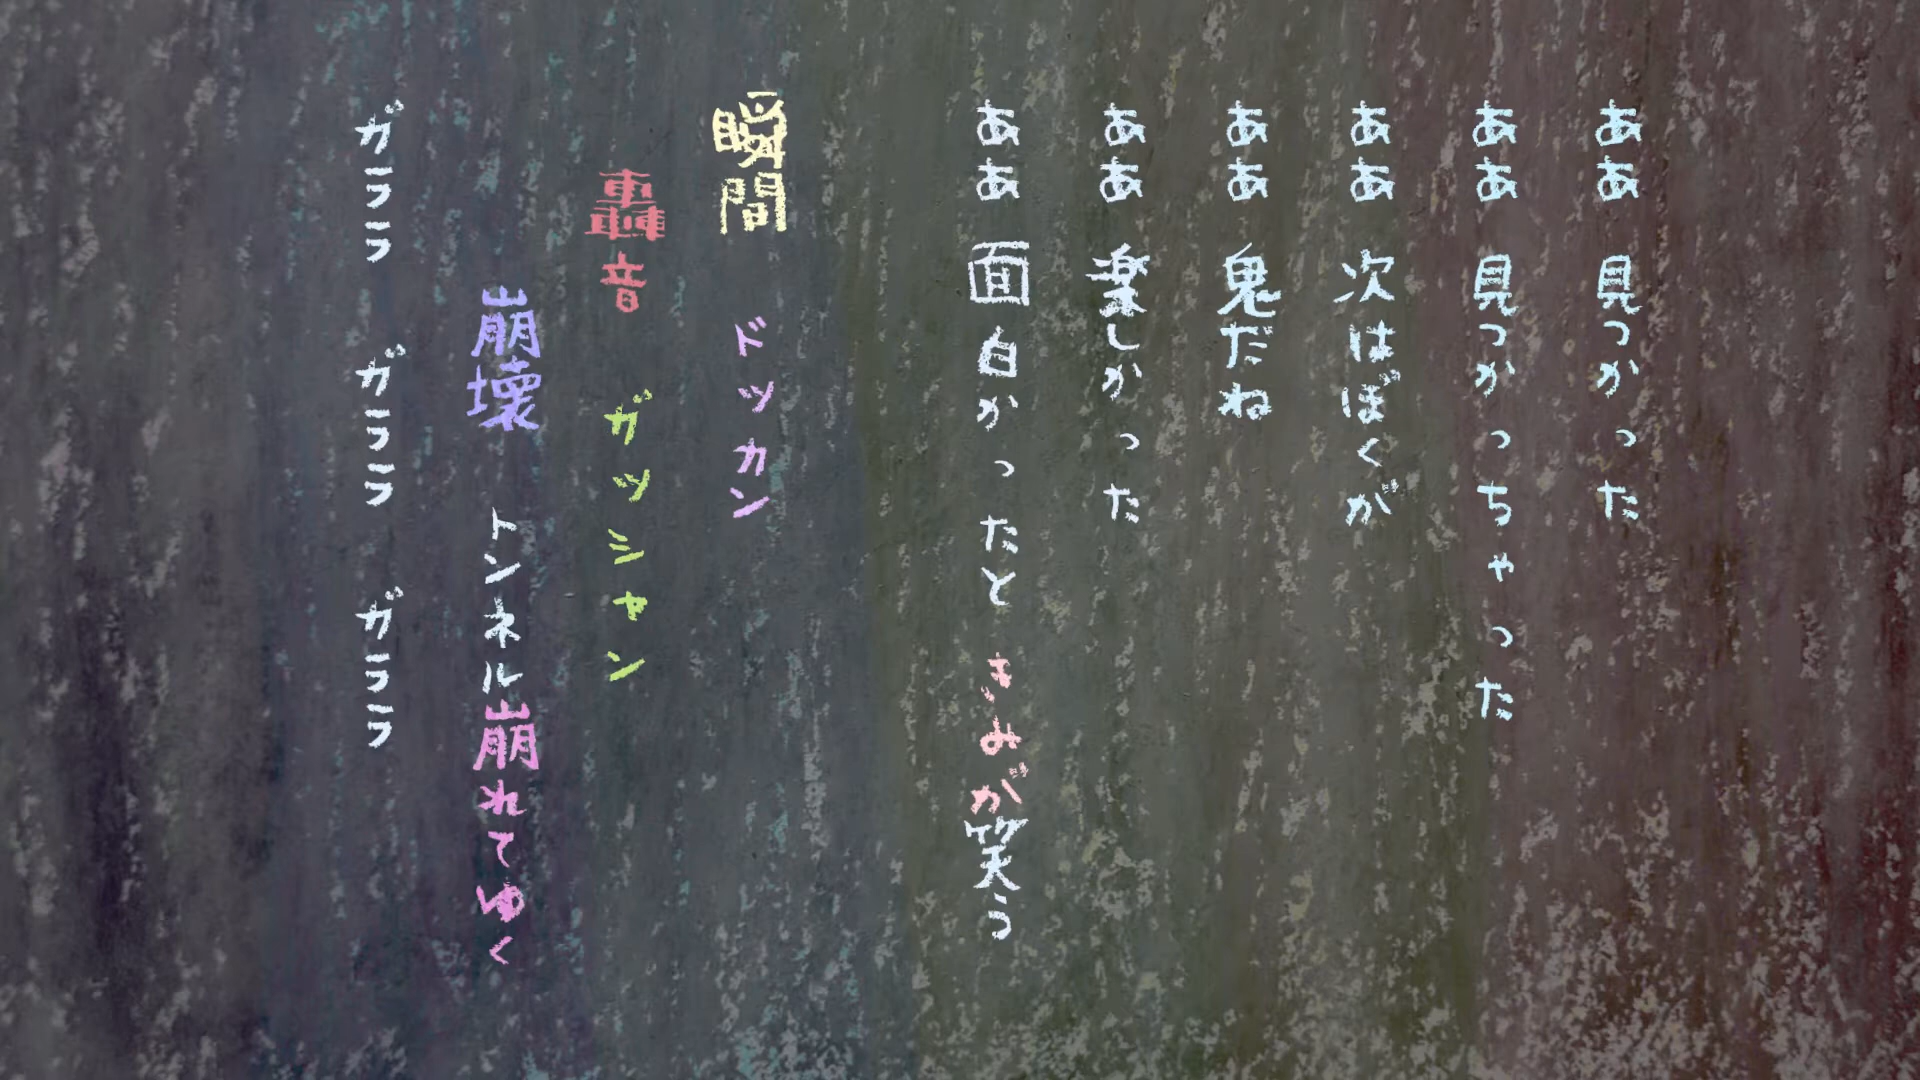 ああ 見つかった
ああ 見つかっちゃった
ああ 次はぼくが
ああ 鬼だね
ああ 楽しかった
ああ 面白かったと きみが笑う
瞬間 ドッカン
轟音 ガッシャン
崩壊 トンネル崩れてゆく
ガララ ガララ ガララ